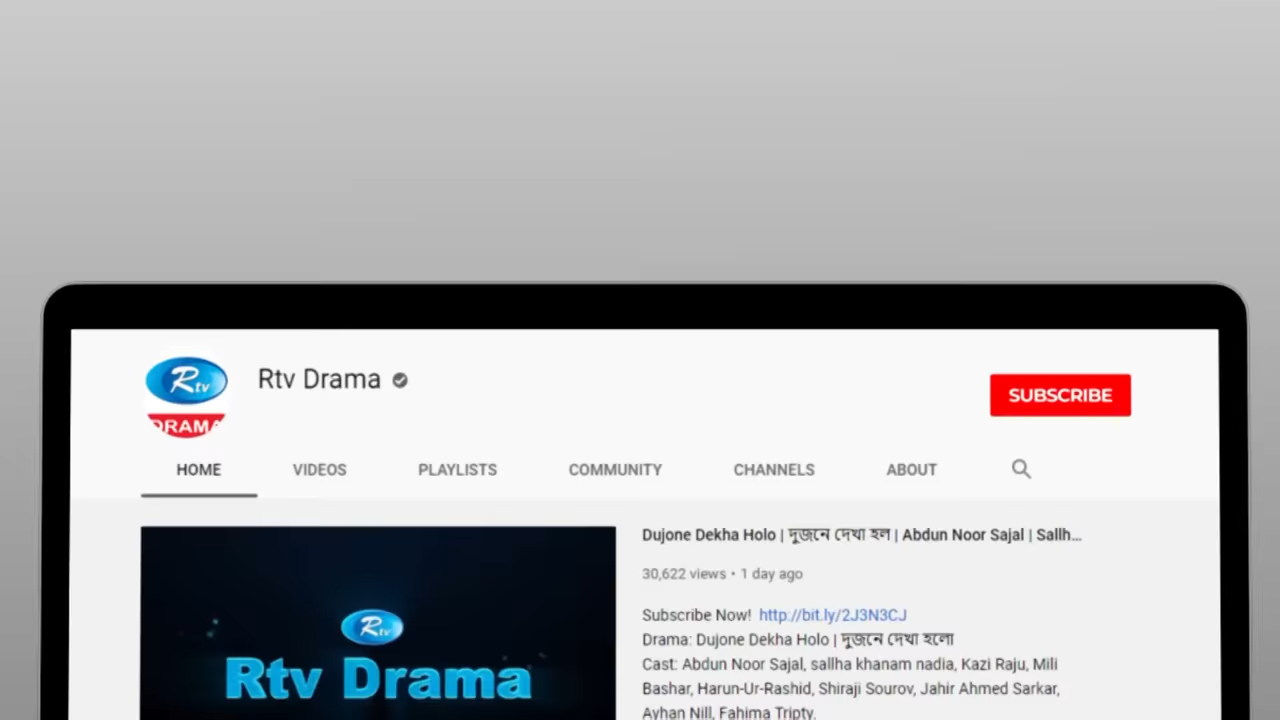 Rtv
DRAMA
Rtv Drama
SUBSCRIBE
HOME
VIDEOS
PLAYLISTS
COMMUNITY
CHANNELS
ABOUT
Rtv
Rtv Drama
Dujone Dekha Holo | দুজনে দেখা হল | Abdun Noor Sajal | Sallh...
30,622 views • 1 day ago
Subscribe Now! http://bit.ly/2J3N3CJ
Drama: Dujone Dekha Holo | দুজনে দেখা হলো
Cast: Abdun Noor Sajal, sallha khanam nadia, Kazi Raju, Mili
Bashar, Harun-Ur-Rashid, Shiraji Sourov, Jahir Ahmed Sarkar,
Ayhan Nill, Fahima Tripty.